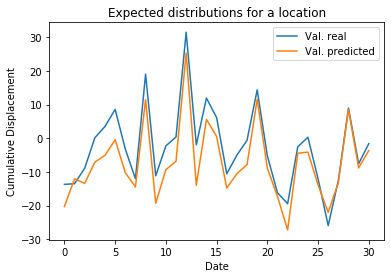 Expected distributions for a location
Val. real
Val. predicted
Cumulative Displacement
30
20
10
0
−10
−20
−30
0
5
10
15
20
25
30
Date